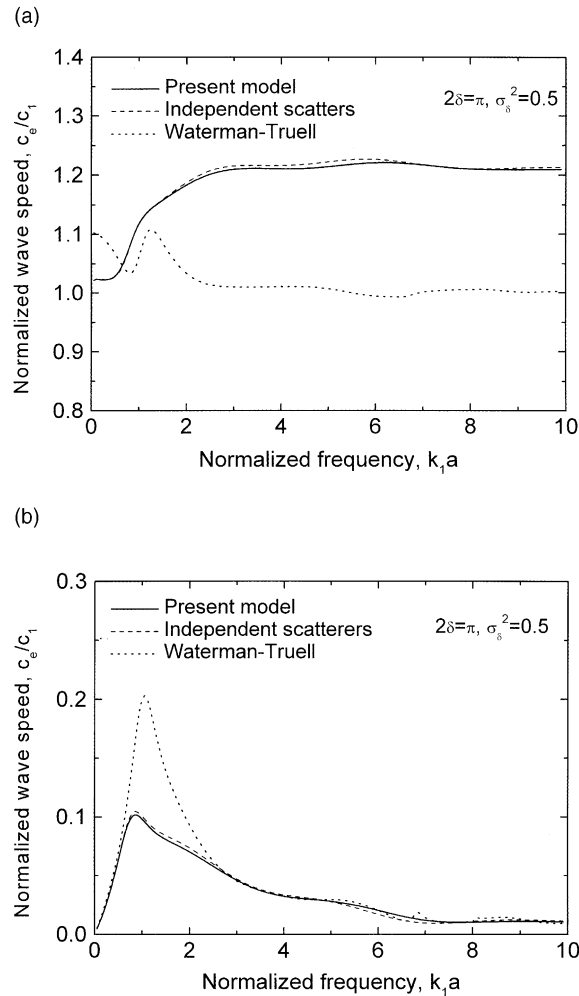 (a)
1.4
1.3
1.2
1.1
1.0
0.9
0.8
Normalized wave speed, c_e/c_1
Present model
Independent scatters
Waterman-Truell
2δ=π, σ_δ^2=0.5
0 2 4 6 8 10
Normalized frequency, k_1a
(b)
0.3
0.2
0.1
0.0
Normalized wave speed, c_e/c_1
Present model
Independent scatterers
Waterman-Truell
2δ=π, σ_δ^2=0.5
0 2 4 6 8 10
Normalized frequency, k_1a